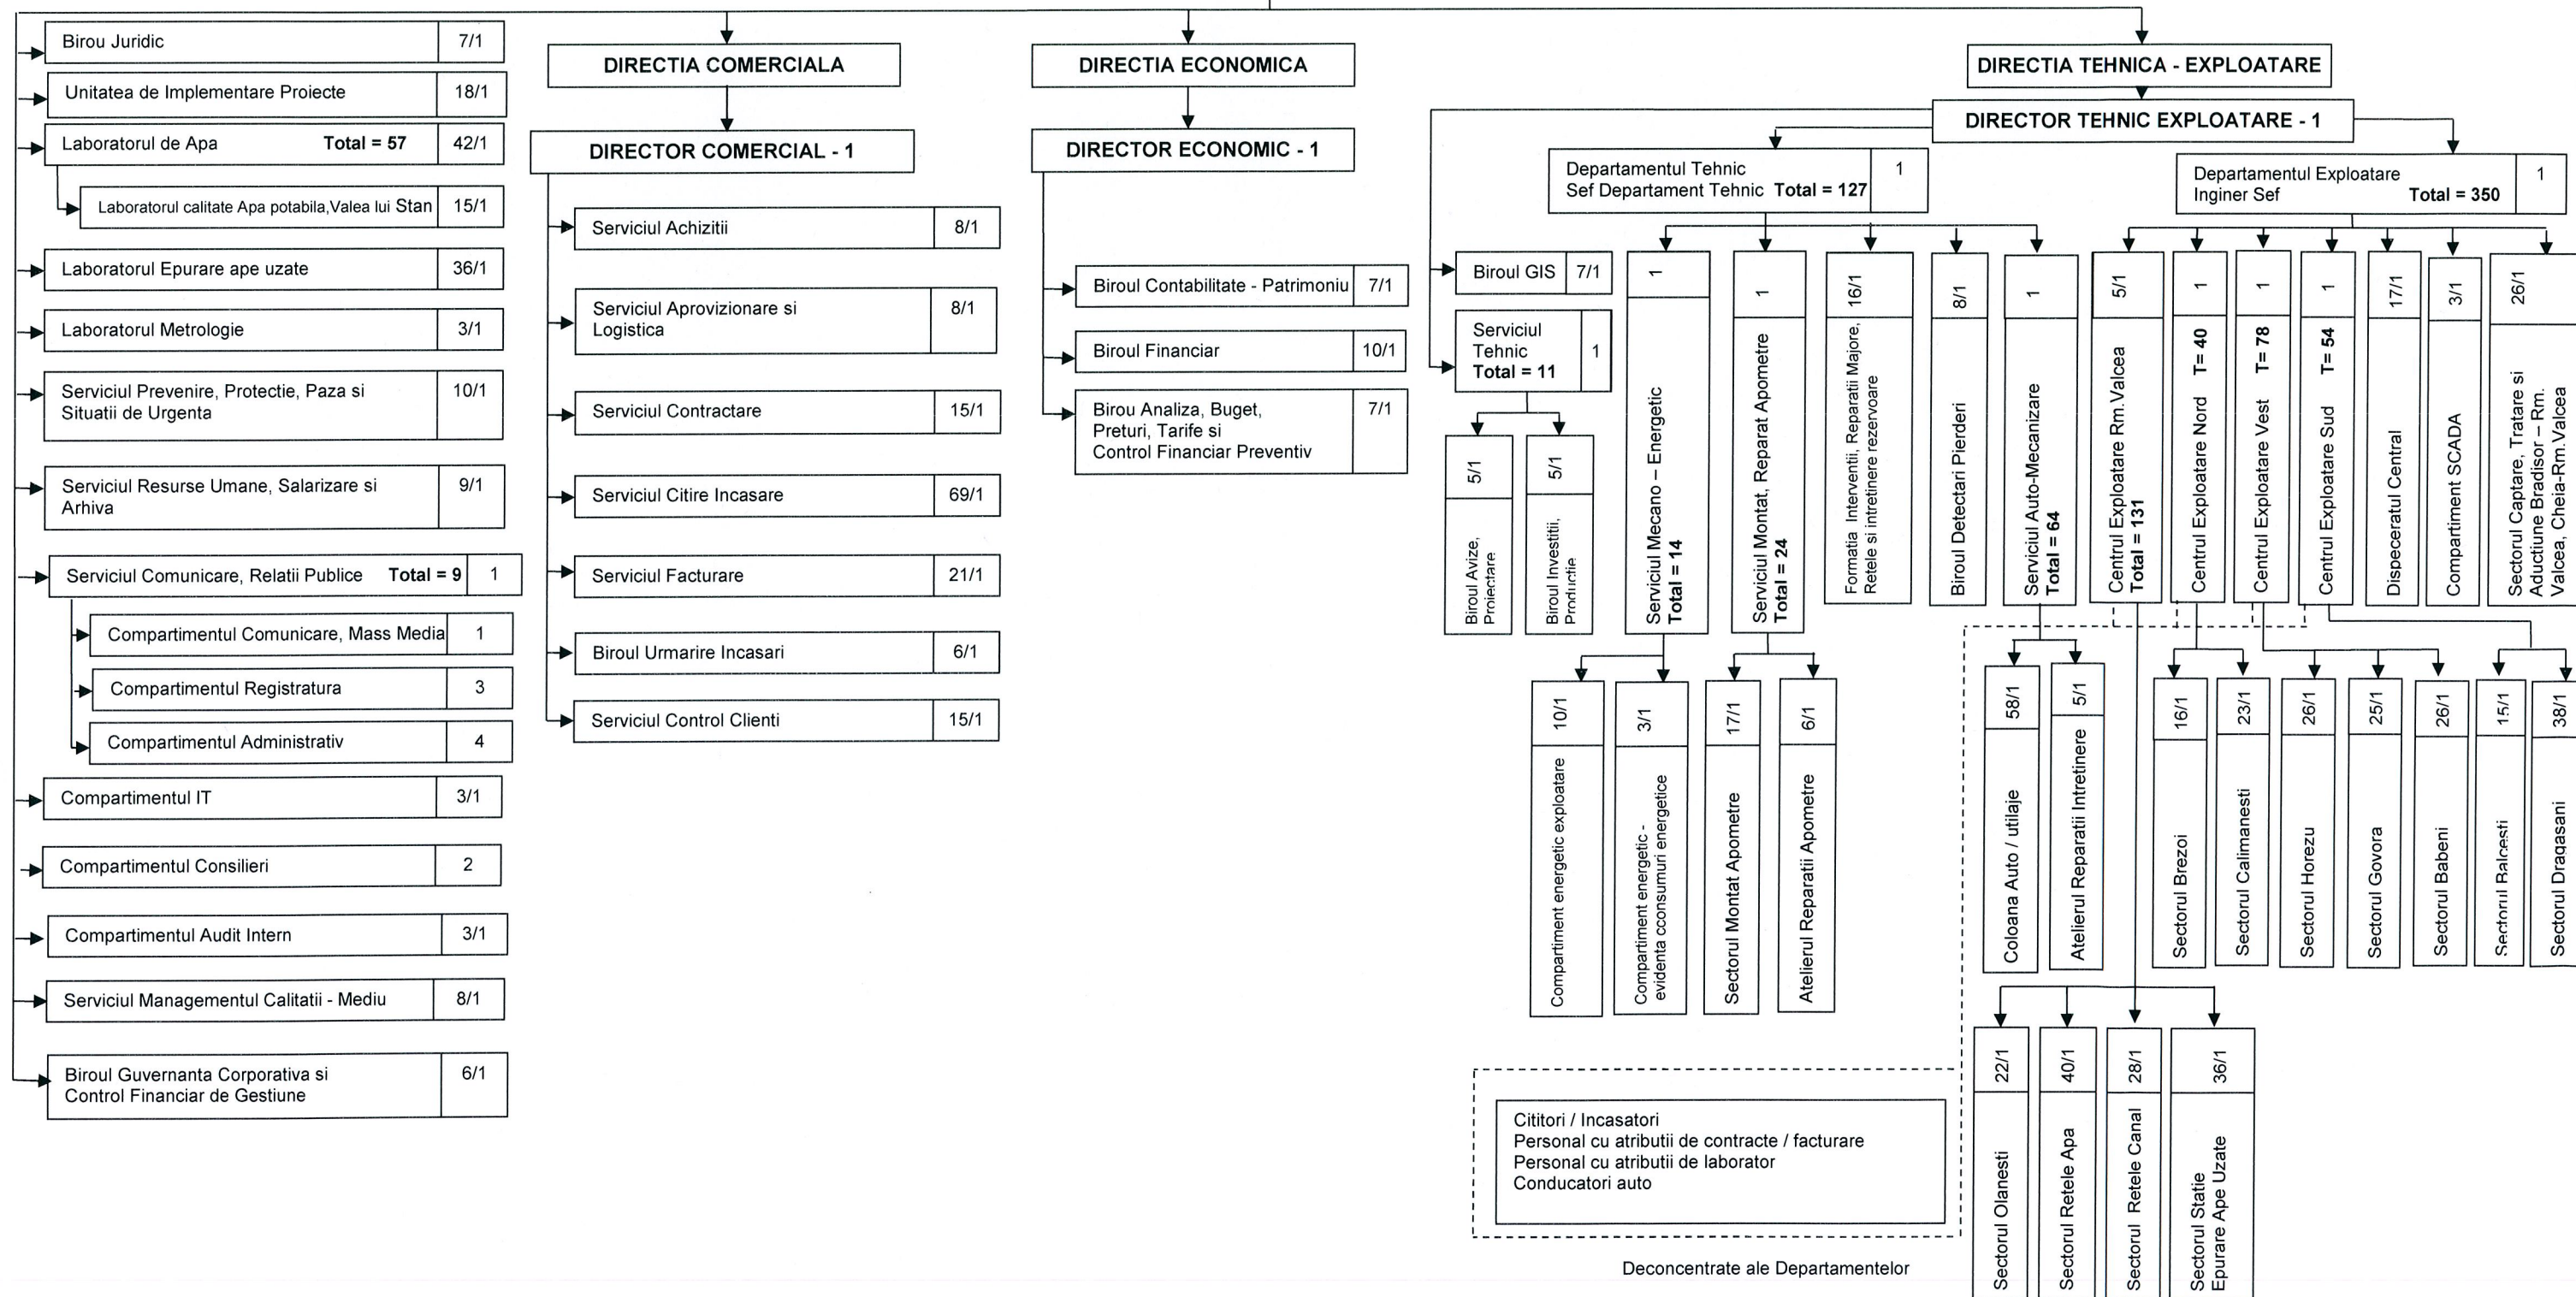 Birou Juridic 7/1
Unitatea de Implementare Proiecte 18/1
Laboratorul de Apa Total = 57 42/1
Laboratorul calitate Apa potabila,Valea lui Stan 15/1
Laboratorul Epurare ape uzate 36/1
Laboratorul Metrologie 3/1
Serviciul Prevenire, Protectie, Paza si 10/1
Situatii de Urgenta
Serviciul Resurse Umane, Salarizare si 9/1
Arhiva
Serviciul Comunicare, Relatii Publice Total = 9 1
Compartimentul Comunicare, Mass Media 1
Compartimentul Registratura 3
Compartimentul Administrativ 4
Compartimentul IT 3/1
Compartimentul Consilieri 2
Compartimentul Audit Intern 3/1
Serviciul Managementul Calitatii - Mediu 8/1
Biroul Guvernanta Corporativa si 6/1
Control Financiar de Gestiune
DIRECTIA COMERCIALA
DIRECTOR COMERCIAL - 1
Serviciul Achizitii 8/1
Serviciul Aprovizionare si 8/1
Logistica
Serviciul Contractare 15/1
Serviciul Citire Incasare 69/1
Serviciul Facturare 21/1
Biroul Urmarire Incasari 6/1
Serviciul Control Clienti 15/1
DIRECTIA ECONOMICA
DIRECTOR ECONOMIC - 1
Biroul Contabilitate - Patrimoniu 7/1
Biroul Financiar 10/1
Birou Analiza, Buget, 7/1
Preturi, Tarife si
Control Financiar Preventiv
DIRECTIA TEHNICA - EXPLOATARE
DIRECTOR TEHNIC EXPLOATARE - 1
Departamentul Tehnic 1
Sef Departament Tehnic Total = 127
Departamentul Exploatare 1
Inginer Sef Total = 350
Biroul GIS 7/1
Serviciul
Tehnic 1
Total = 11
5/1
Biroul Avize,
Proiectare
5/1
Biroul Investitii,
Productie
1
Serviciul Mecano – Energetic
Total = 14
1
Serviciul Montat, Reparat Apometre
Total = 24
16/1
Formatia Interventii, Reparatii Majore,
Retele si intretinere rezervoare
8/1
Biroul Detectari Pierderi
1
Serviciul Auto-Mecanizare
Total = 64
5/1
Centrul Exploatare Rm.Valcea
Total = 131
1
Centrul Exploatare Nord T= 40
1
Centrul Exploatare Vest T= 78
1
Centrul Exploatare Sud T= 54
17/1
Dispeceratul Central
3/1
Compartiment SCADA
26/1
Sectorul Captare, Tratare si
Aductiune Bradisor – Rm.
Valcea, Cheia-Rm.Valcea
10/1
Compartiment energetic exploatare
3/1
Compartiment energetic -
evidenta cconsumuri energetice
17/1
Sectorul Montat Apometre
6/1
Atelierul Reparatii Apometre
58/1
Coloana Auto / utilaje
5/1
Atelierul Reparatii Intretinere
16/1
Sectorul Brezoi
23/1
Sectorul Calimanesti
26/1
Sectorul Horezu
25/1
Sectorul Govora
26/1
Sectorul Babeni
15/1
Sectorul Balcesti
38/1
Sectorul Dragasani
22/1
Sectorul Olanesti
40/1
Sectorul Retele Apa
28/1
Sectorul Retele Canal
36/1
Sectorul Statie
Epurare Ape Uzate
Cititori / Incasatori
Personal cu atributii de contracte / facturare
Personal cu atributii de laborator
Conducatori auto
Deconcentrate ale Departamentelor